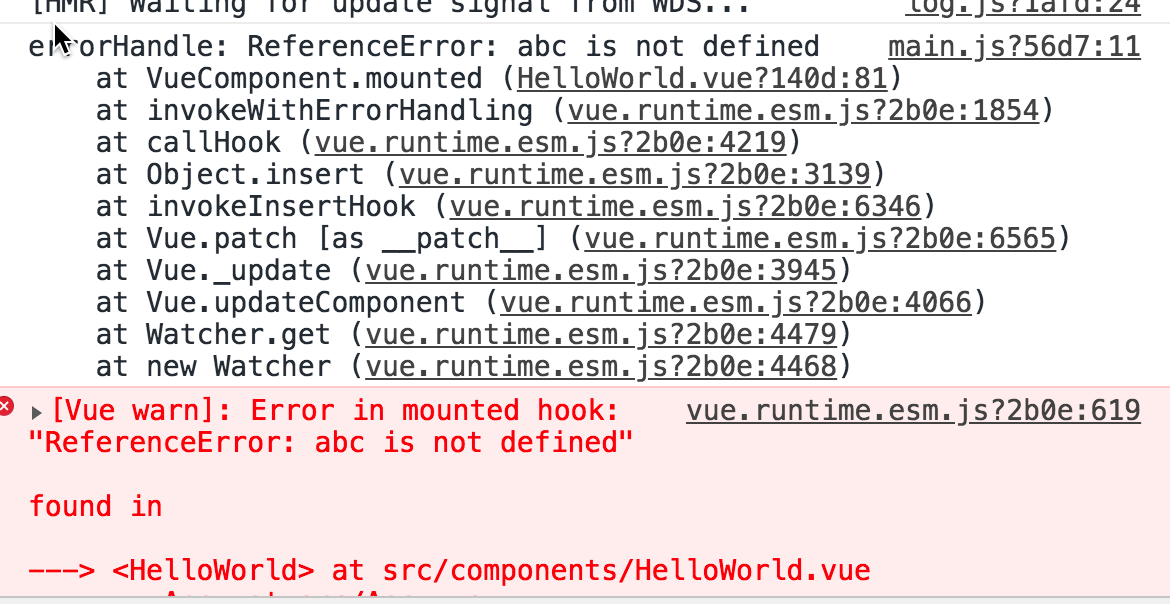 [HMR] Waiting for update signal from WDS... log.js?1afd:24
errorHandle: ReferenceError: abc is not defined main.js?56d7:11
at VueComponent.mounted (HelloWorld.vue?140d:81)
at invokeWithErrorHandling (vue.runtime.esm.js?2b0e:1854)
at callHook (vue.runtime.esm.js?2b0e:4219)
at Object.insert (vue.runtime.esm.js?2b0e:3139)
at invokeInsertHook (vue.runtime.esm.js?2b0e:6346)
at Vue.patch [as __patch__] (vue.runtime.esm.js?2b0e:6565)
at Vue._update (vue.runtime.esm.js?2b0e:3945)
at Vue.updateComponent (vue.runtime.esm.js?2b0e:4066)
at Watcher.get (vue.runtime.esm.js?2b0e:4479)
at new Watcher (vue.runtime.esm.js?2b0e:4468)
[Vue warn]: Error in mounted hook: vue.runtime.esm.js?2b0e:619
"ReferenceError: abc is not defined"
found in
---> <HelloWorld> at src/components/HelloWorld.vue